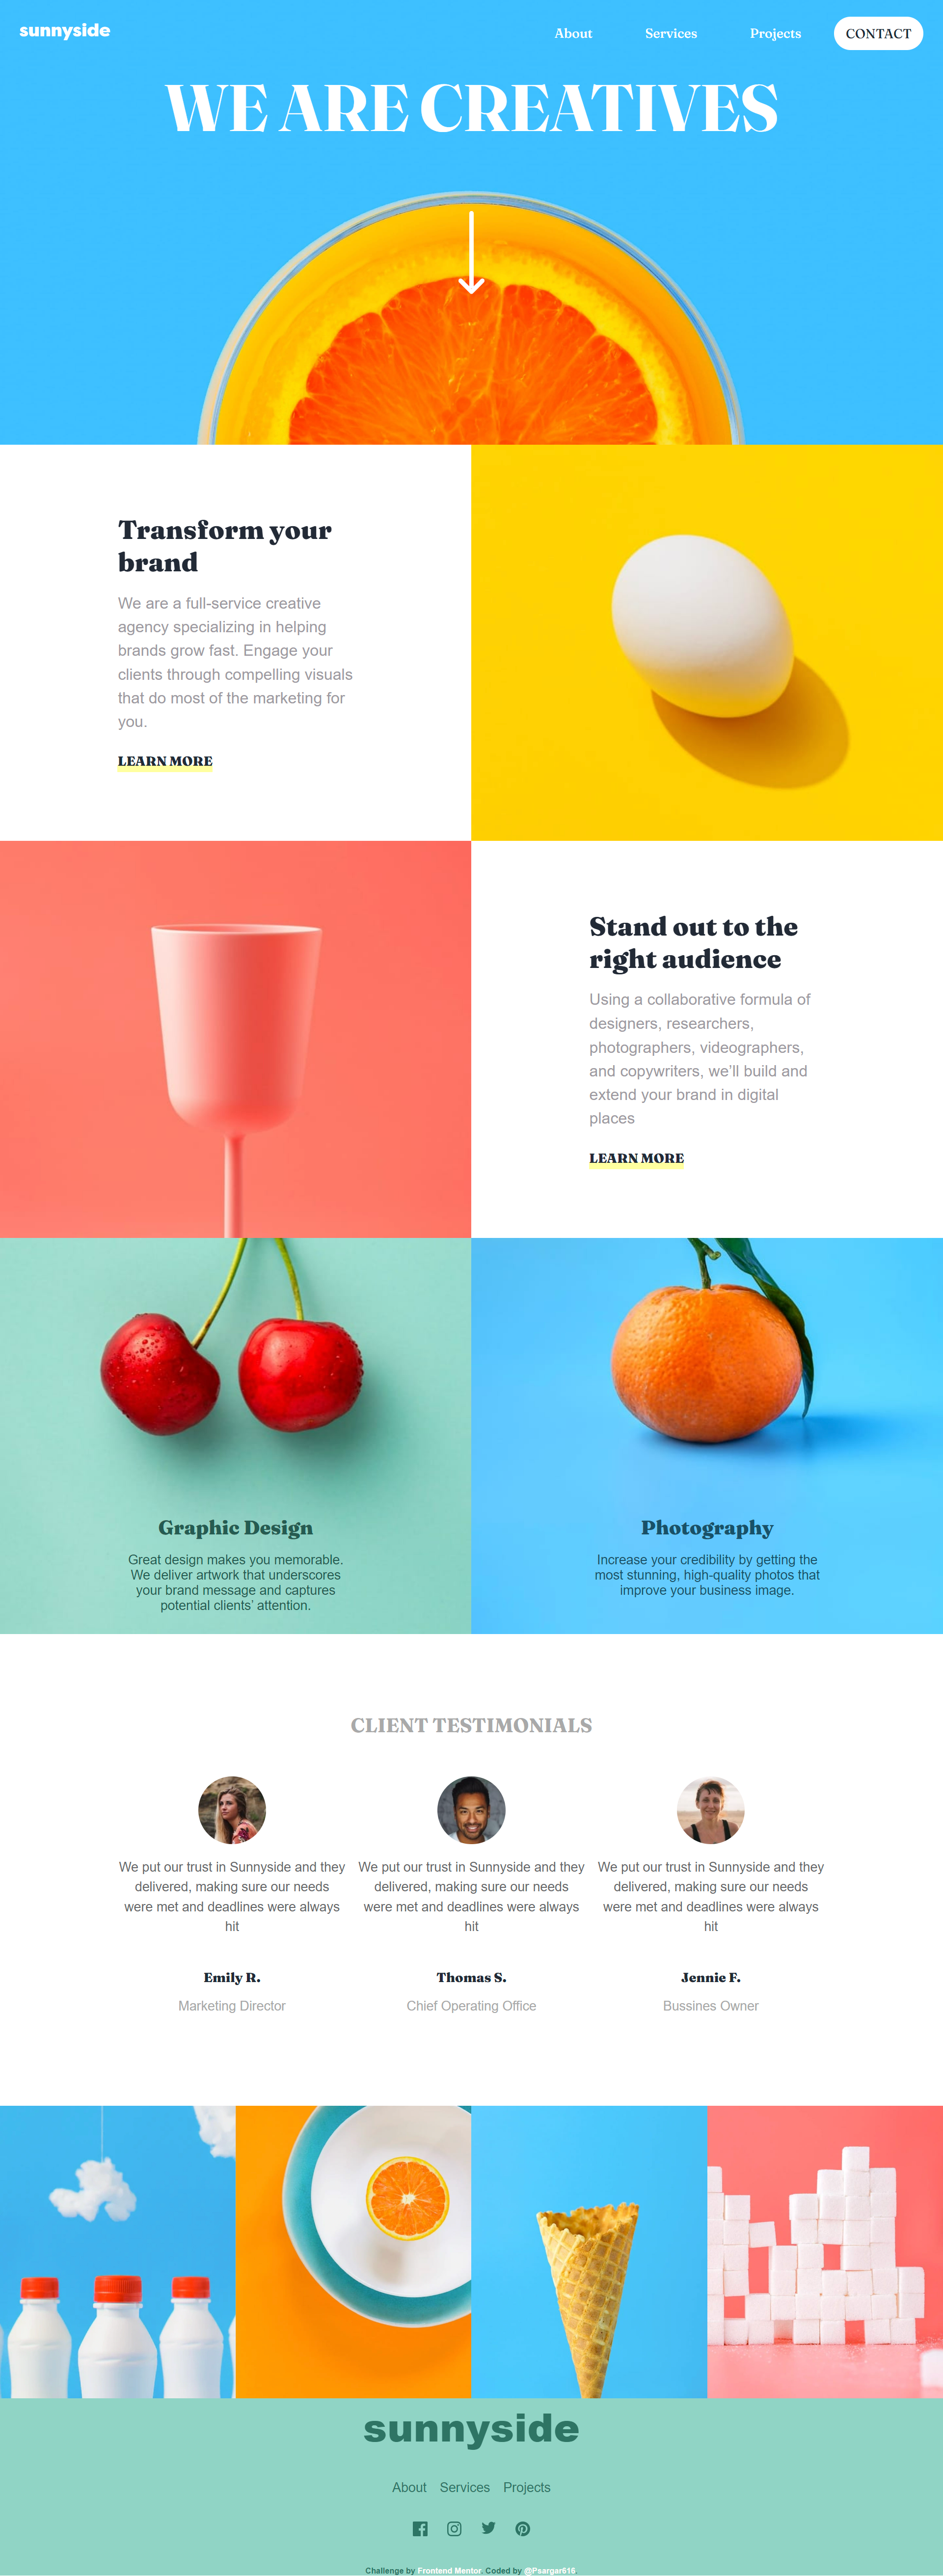 sunnyside
About Services Projects CONTACT
WE ARE CREATIVES
Transform your
brand
We are a full-service creative
agency specializing in helping
brands grow fast. Engage your
clients through compelling visuals
that do most of the marketing for
you.
LEARN MORE
Stand out to the
right audience
Using a collaborative formula of
designers, researchers,
photographers, videographers,
and copywriters, we’ll build and
extend your brand in digital
places
LEARN MORE
Graphic Design
Great design makes you memorable.
We deliver artwork that underscores
your brand message and captures
potential clients’ attention.
Photography
Increase your credibility by getting the
most stunning, high-quality photos that
improve your business image.
CLIENT TESTIMONIALS
We put our trust in Sunnyside and they
delivered, making sure our needs
were met and deadlines were always
hit
Emily R.
Marketing Director
We put our trust in Sunnyside and they
delivered, making sure our needs
were met and deadlines were always
hit
Thomas S.
Chief Operating Office
We put our trust in Sunnyside and they
delivered, making sure our needs
were met and deadlines were always
hit
Jennie F.
Bussines Owner
sunnyside
About Services Projects
Challenge by Frontend Mentor. Coded by @Psargar616.